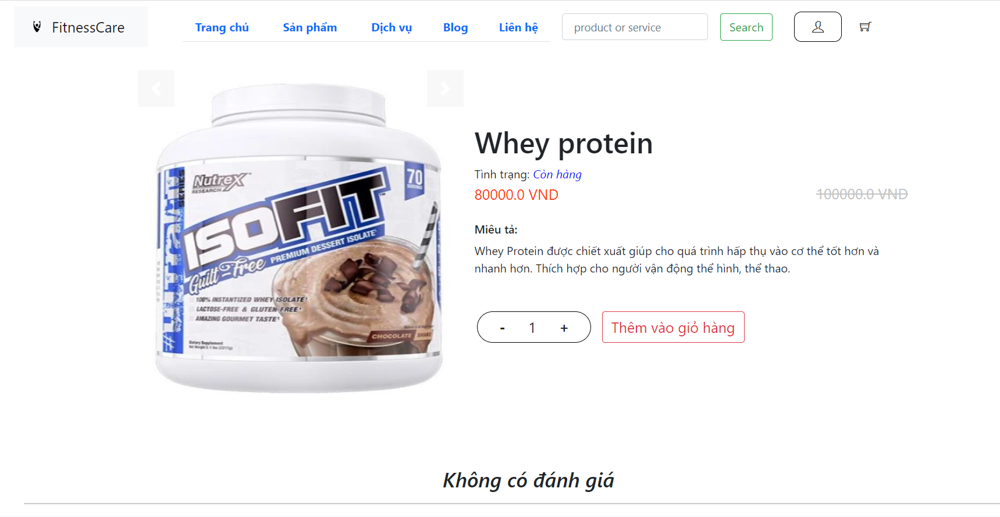 FitnessCare
Trang chủ
Sản phẩm
Dịch vụ
Blog
Liên hệ
product or service
Search
Nutrex
RESEARCH
SERIES
70
SERVINGS
ISOFIT™
PREMIUM DESSERT ISOLATE
Guilt-Free
100% INSTANTIZED WHEY ISOLATE
LACTOSE-FREE & GLUTEN-FREE
AMAZING GOURMET TASTE
Dietary Supplement
CHOCOLATE SHAKE
Whey protein
Tình trạng: Còn hàng
80000.0 VND
100000.0 VND
Miêu tả:
Whey Protein được chiết xuất giúp cho quá trình hấp thụ vào cơ thể tốt hơn và
nhanh hơn. Thích hợp cho người vận động thể hình, thể thao.
- 1 +
Thêm vào giỏ hàng
Không có đánh giá